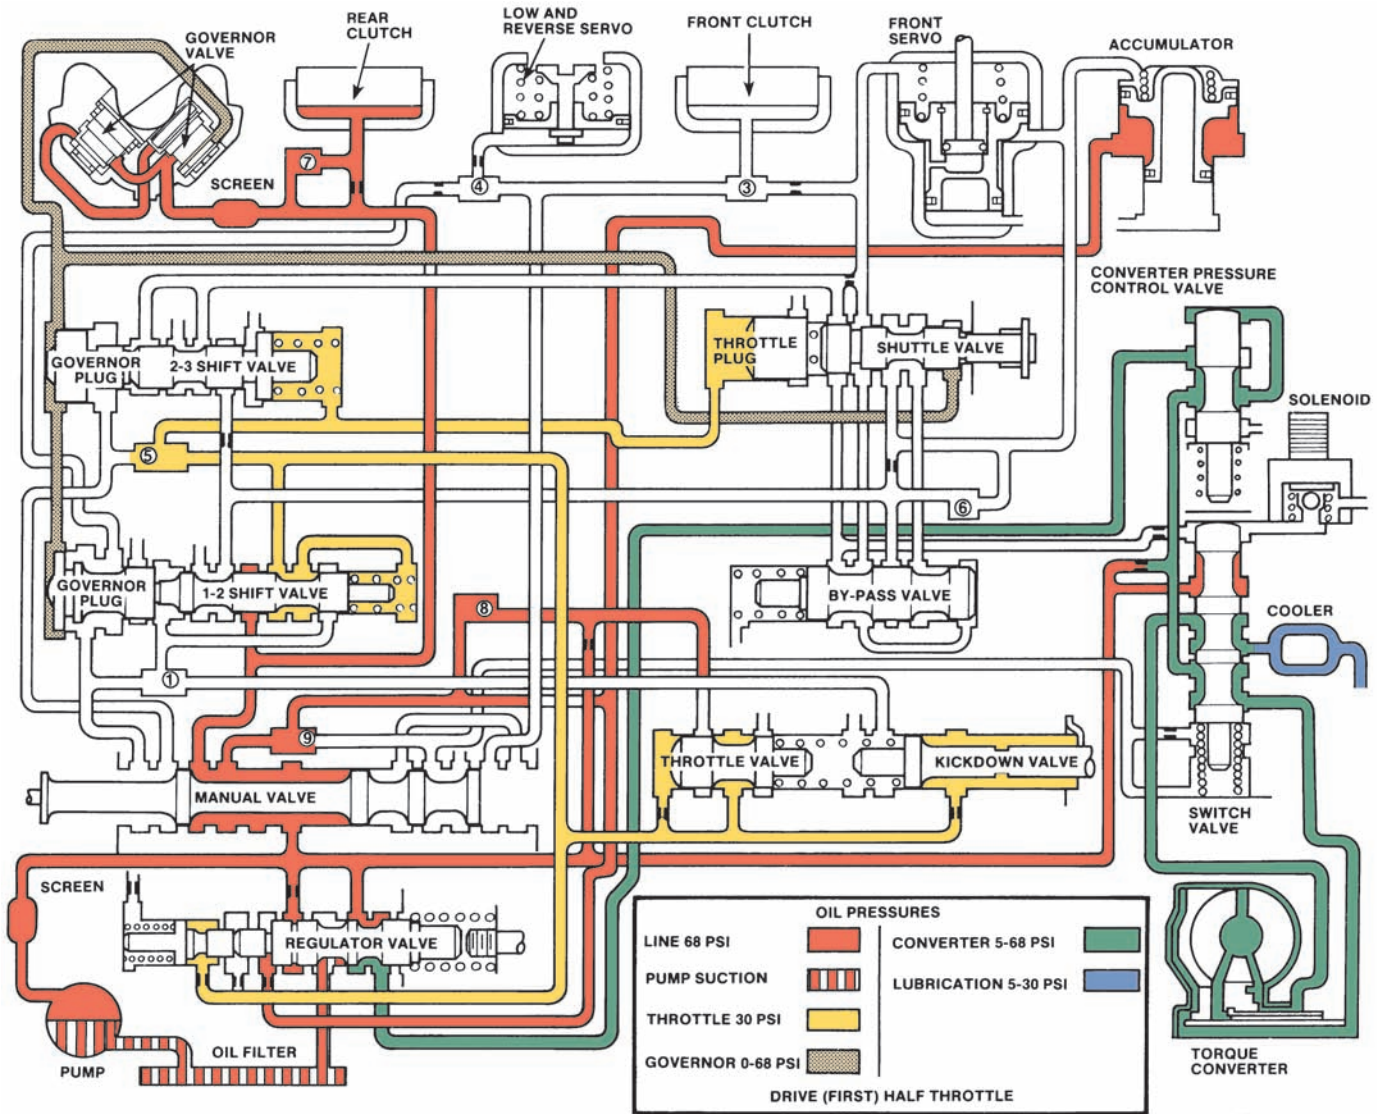 GOVERNOR
VALVE
REAR
CLUTCH
LOW AND
REVERSE SERVO
FRONT CLUTCH
FRONT
SERVO
ACCUMULATOR
⑦
SCREEN
④
③
CONVERTER PRESSURE
CONTROL VALVE
GOVERNOR
PLUG
2-3 SHIFT VALVE
THROTTLE
PLUG
SHUTTLE VALVE
SOLENOID
⑤
⑥
GOVERNOR
PLUG
1-2 SHIFT VALVE
⑧
BY-PASS VALVE
COOLER
①
⑨
MANUAL VALVE
THROTTLE VALVE
KICKDOWN VALVE
SWITCH
VALVE
SCREEN
REGULATOR VALVE
PUMP
OIL FILTER
OIL PRESSURES
LINE 68 PSI
PUMP SUCTION
THROTTLE 30 PSI
GOVERNOR 0-68 PSI
CONVERTER 5-68 PSI
LUBRICATION 5-30 PSI
DRIVE (FIRST) HALF THROTTLE
TORQUE
CONVERTER